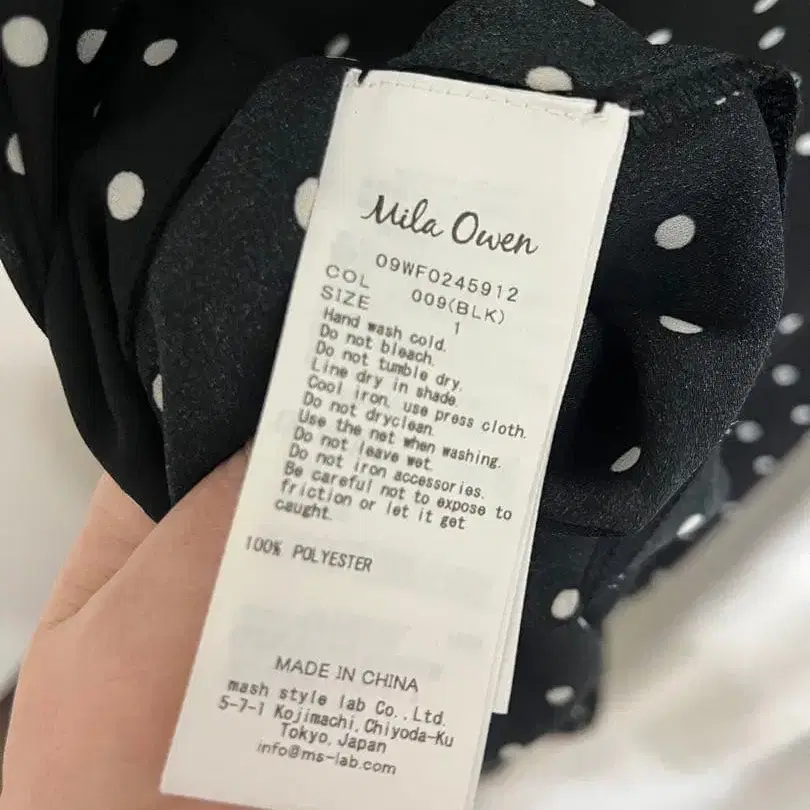 Mila Owen
09WFO245912
COL 009(BLK)
SIZE 1
Hand wash cold.
Do not bleach.
Do not tumble dry.
Line dry in shade.
Cool iron, use press cloth.
Do not dryclean.
Use the net when washing.
Do not leave wet.
Do not iron accessories.
Be careful not to expose to
friction or let it get
caught.
100% POLYESTER
MADE IN CHINA
mash style lab Co.,Ltd.
5-7-1 Kojimachi,Chiyoda-Ku
Tokyo,Japan
info@ms-lab.com